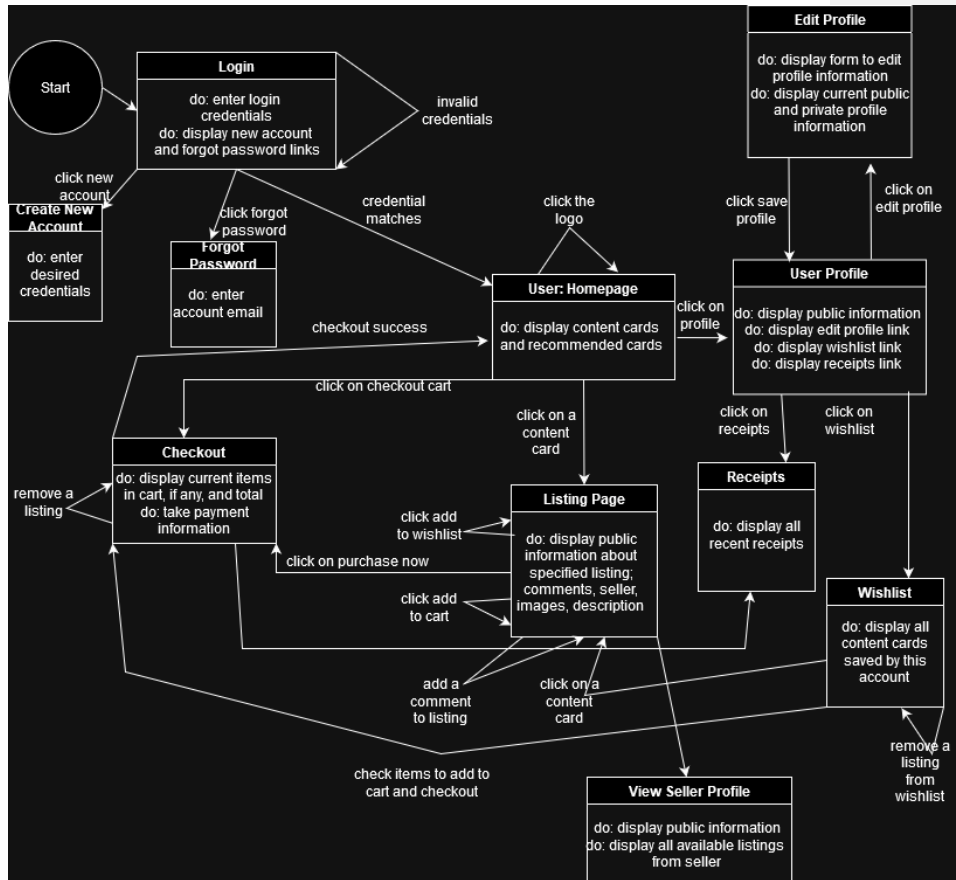 Start
Login
do: enter login
credentials
do: display new account
and forgot password links
invalid
credentials
Edit Profile
do: display form to edit
profile information
do: display current public
and private profile
information
click new
account
Create New
Account
do: enter
desired
credentials
click forgot
password
Forgot
Password
do: enter
account email
credential
matches
click the
logo
click save
profile
click on
edit profile
User: Homepage
do: display content cards
and recommended cards
click on
profile
User Profile
do: display public information
do: display edit profile link
do: display wishlist link
do: display receipts link
checkout success
click on checkout cart
click on a
content
card
click on
receipts
click on
wishlist
Checkout
do: display current items
in cart, if any, and total
do: take payment
information
remove a
listing
Listing Page
do: display public
information about
specified listing;
comments, seller,
images, description
click add
to wishlist
click on purchase now
click add
to cart
Receipts
do: display all
recent receipts
Wishlist
do: display all
content cards
saved by this
account
add a
comment
to listing
click on a
content
card
remove a
listing
from
wishlist
check items to add to
cart and checkout
View Seller Profile
do: display public information
do: display all available listings
from seller